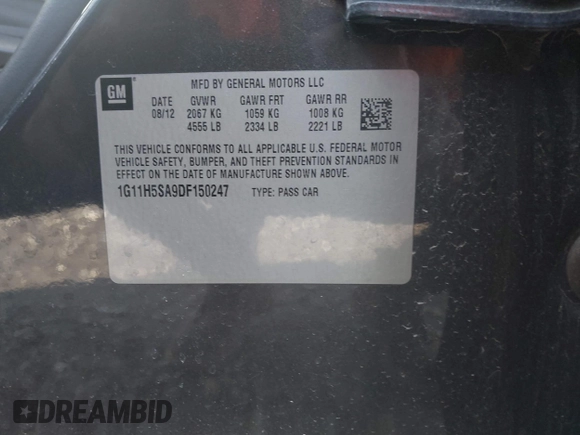 GM
MFD BY GENERAL MOTORS LLC
DATE GVWR GAWR FRT GAWR RR
08/12 2067 KG 1059 KG 1008 KG
4555 LB 2334 LB 2221 LB
THIS VEHICLE CONFORMS TO ALL APPLICABLE U.S. FEDERAL MOTOR
VEHICLE SAFETY, BUMPER, AND THEFT PREVENTION STANDARDS IN
EFFECT ON THE DATE OF MANUFACTURE SHOWN ABOVE.
1G11H5SA9DF150247 TYPE: PASS CAR
DREAMBID